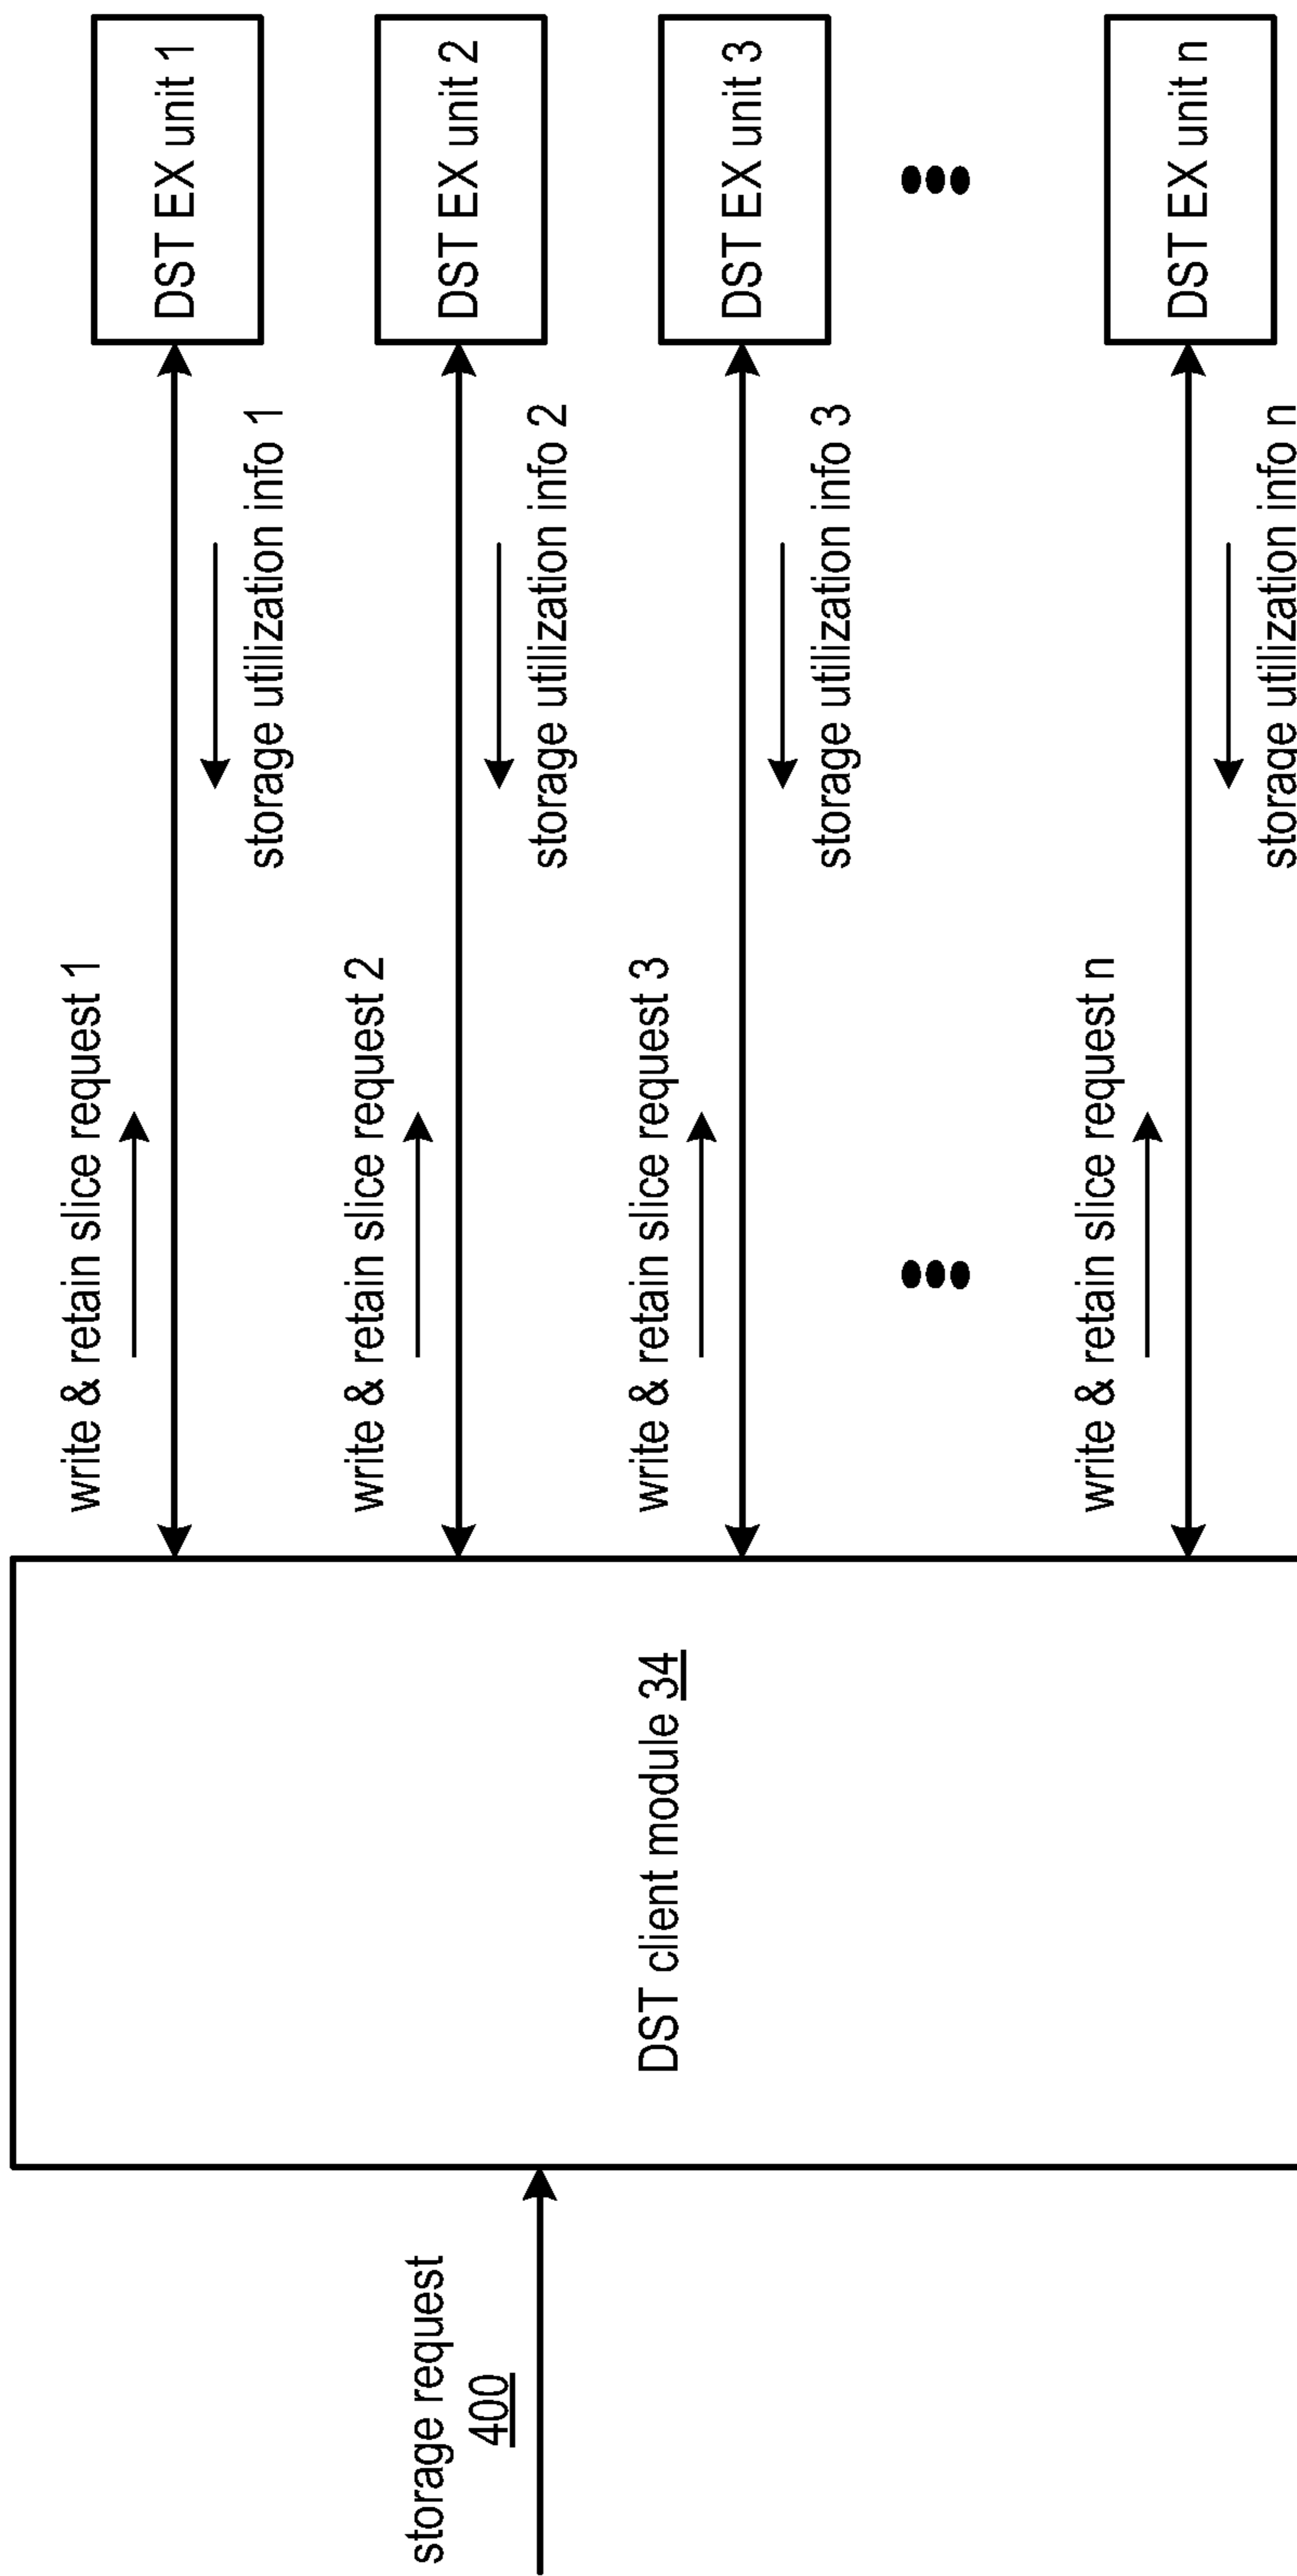 storage request
400
DST client module 34
write & retain slice request 1
storage utilization info 1
DST EX unit 1
write & retain slice request 2
storage utilization info 2
DST EX unit 2
write & retain slice request 3
storage utilization info 3
DST EX unit 3
write & retain slice request n
storage utilization info n
DST EX unit n